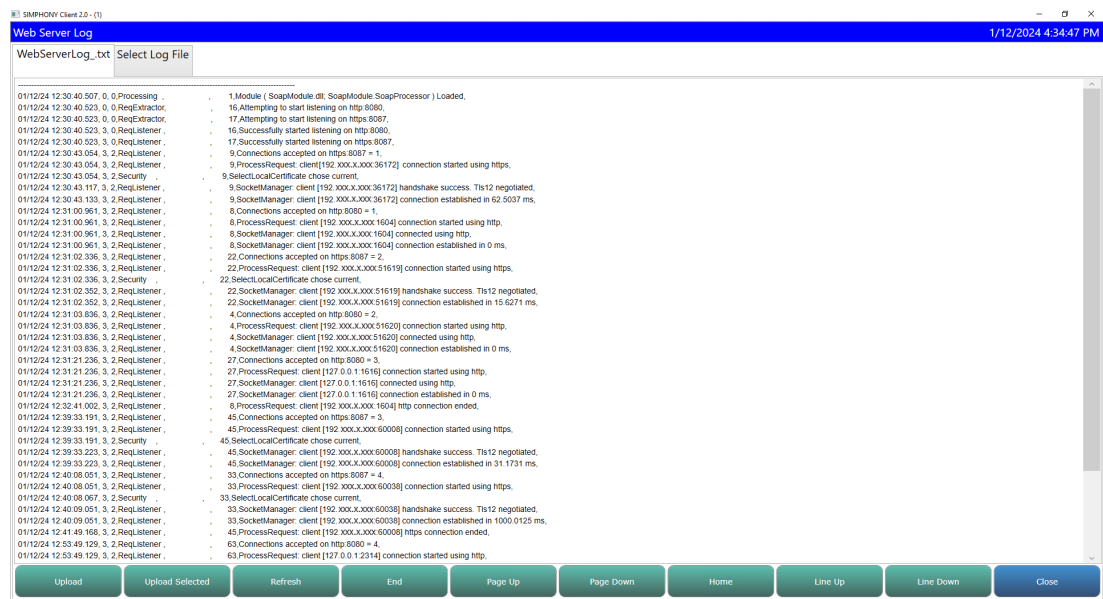 SIMPHONY Client 2.0 - (1)
Web Server Log 1/12/2024 4:34:47 PM
WebServerLog_.txt Select Log File
--------------------------------------------------------------------------------------------
01/12/24 12:30:40.507, 0, 0,Processing , , 1,Module ( SoapModule.dll; SoapModule.SoapProcessor ) Loaded,
01/12/24 12:30:40.523, 0, 0,ReqExtractor, , 16,Attempting to start listening on http:8080,
01/12/24 12:30:40.523, 0, 0,ReqExtractor, , 17,Attempting to start listening on https:8087,
01/12/24 12:30:40.523, 3, 0,ReqListener , , 16,Successfully started listening on http:8080,
01/12/24 12:30:40.523, 3, 0,ReqListener , , 17,Successfully started listening on https:8087,
01/12/24 12:30:43.054, 3, 2,ReqListener , , 9,Connections accepted on https:8087 = 1,
01/12/24 12:30:43.054, 3, 2,ReqListener , , 9,ProcessRequest: client[192.XXX.X.XXX:36172] connection started using https,
01/12/24 12:30:43.054, 3, 2,Security , , 9,SelectLocalCertificate chose current,
01/12/24 12:30:43.117, 3, 2,ReqListener , , 9,SocketManager: client [192.XXX.X.XXX:36172] handshake success. Tls12 negotiated,
01/12/24 12:30:43.133, 3, 2,ReqListener , , 9,SocketManager: client [192.XXX.X.XXX:36172] connection established in 62.5037 ms,
01/12/24 12:31:00.961, 3, 2,ReqListener , , 8,Connections accepted on http:8080 = 1,
01/12/24 12:31:00.961, 3, 2,ReqListener , , 8,ProcessRequest: client [192.XXX.X.XXX:1604] connection started using http,
01/12/24 12:31:00.961, 3, 2,ReqListener , , 8,SocketManager: client [192.XXX.X.XXX:1604] connected using http,
01/12/24 12:31:00.961, 3, 2,ReqListener , , 8,SocketManager: client [192.XXX.X.XXX:1604] connection established in 0 ms,
01/12/24 12:31:02.336, 3, 2,ReqListener , , 22,Connections accepted on https:8087 = 2,
01/12/24 12:31:02.336, 3, 2,ReqListener , , 22,ProcessRequest: client [192.XXX.X.XXX:51619] connection started using https,
01/12/24 12:31:02.336, 3, 2,Security , , 22,SelectLocalCertificate chose current,
01/12/24 12:31:02.352, 3, 2,ReqListener , , 22,SocketManager: client [192.XXX.X.XXX:51619] handshake success. Tls12 negotiated,
01/12/24 12:31:02.352, 3, 2,ReqListener , , 22,SocketManager: client [192.XXX.X.XXX:51619] connection established in 15.6271 ms,
01/12/24 12:31:03.836, 3, 2,ReqListener , , 4,Connections accepted on http:8080 = 2,
01/12/24 12:31:03.836, 3, 2,ReqListener , , 4,ProcessRequest: client [192.XXX.X.XXX:51620] connection started using http,
01/12/24 12:31:03.836, 3, 2,ReqListener , , 4,SocketManager: client [192.XXX.X.XXX:51620] connected using http,
01/12/24 12:31:03.836, 3, 2,ReqListener , , 4,SocketManager: client [192.XXX.X.XXX:51620] connection established in 0 ms,
01/12/24 12:31:21.236, 3, 2,ReqListener , , 27,Connections accepted on http:8080 = 3,
01/12/24 12:31:21.236, 3, 2,ReqListener , , 27,ProcessRequest: client [127.0.0.1:1616] connection started using http,
01/12/24 12:31:21.236, 3, 2,ReqListener , , 27,SocketManager: client [127.0.0.1:1616] connected using http,
01/12/24 12:31:21.236, 3, 2,ReqListener , , 27,SocketManager: client [127.0.0.1:1616] connection established in 0 ms,
01/12/24 12:32:41.002, 3, 2,ReqListener , , 8,ProcessRequest: client [192.XXX.X.XXX:1604] http connection ended,
01/12/24 12:39:33.191, 3, 2,ReqListener , , 45,Connections accepted on https:8087 = 3,
01/12/24 12:39:33.191, 3, 2,ReqListener , , 45,ProcessRequest: client [192.XXX.X.XXX:60008] connection started using https,
01/12/24 12:39:33.191, 3, 2,Security , , 45,SelectLocalCertificate chose current,
01/12/24 12:39:33.223, 3, 2,ReqListener , , 45,SocketManager: client [192.XXX.X.XXX:60008] handshake success. Tls12 negotiated,
01/12/24 12:39:33.223, 3, 2,ReqListener , , 45,SocketManager: client [192.XXX.X.XXX:60008] connection established in 31.1731 ms,
01/12/24 12:40:08.051, 3, 2,ReqListener , , 33,Connections accepted on https:8087 = 4,
01/12/24 12:40:08.051, 3, 2,ReqListener , , 33,ProcessRequest: client [192.XXX.X.XXX:60038] connection started using https,
01/12/24 12:40:08.067, 3, 2,Security , , 33,SelectLocalCertificate chose current,
01/12/24 12:40:09.051, 3, 2,ReqListener , , 33,SocketManager: client [192.XXX.X.XXX:60038] handshake success. Tls12 negotiated,
01/12/24 12:40:09.051, 3, 2,ReqListener , , 33,SocketManager: client [192.XXX.X.XXX:60038] connection established in 1000.0125 ms,
01/12/24 12:41:49.168, 3, 2,ReqListener , , 45,ProcessRequest: client [192.XXX.X.XXX:60008] https connection ended,
01/12/24 12:53:49.129, 3, 2,ReqListener , , 63,Connections accepted on http:8080 = 4,
01/12/24 12:53:49.129, 3, 2,ReqListener , , 63,ProcessRequest: client [127.0.0.1:2314] connection started using http,
Upload Upload Selected Refresh End Page Up Page Down Home Line Up Line Down Close